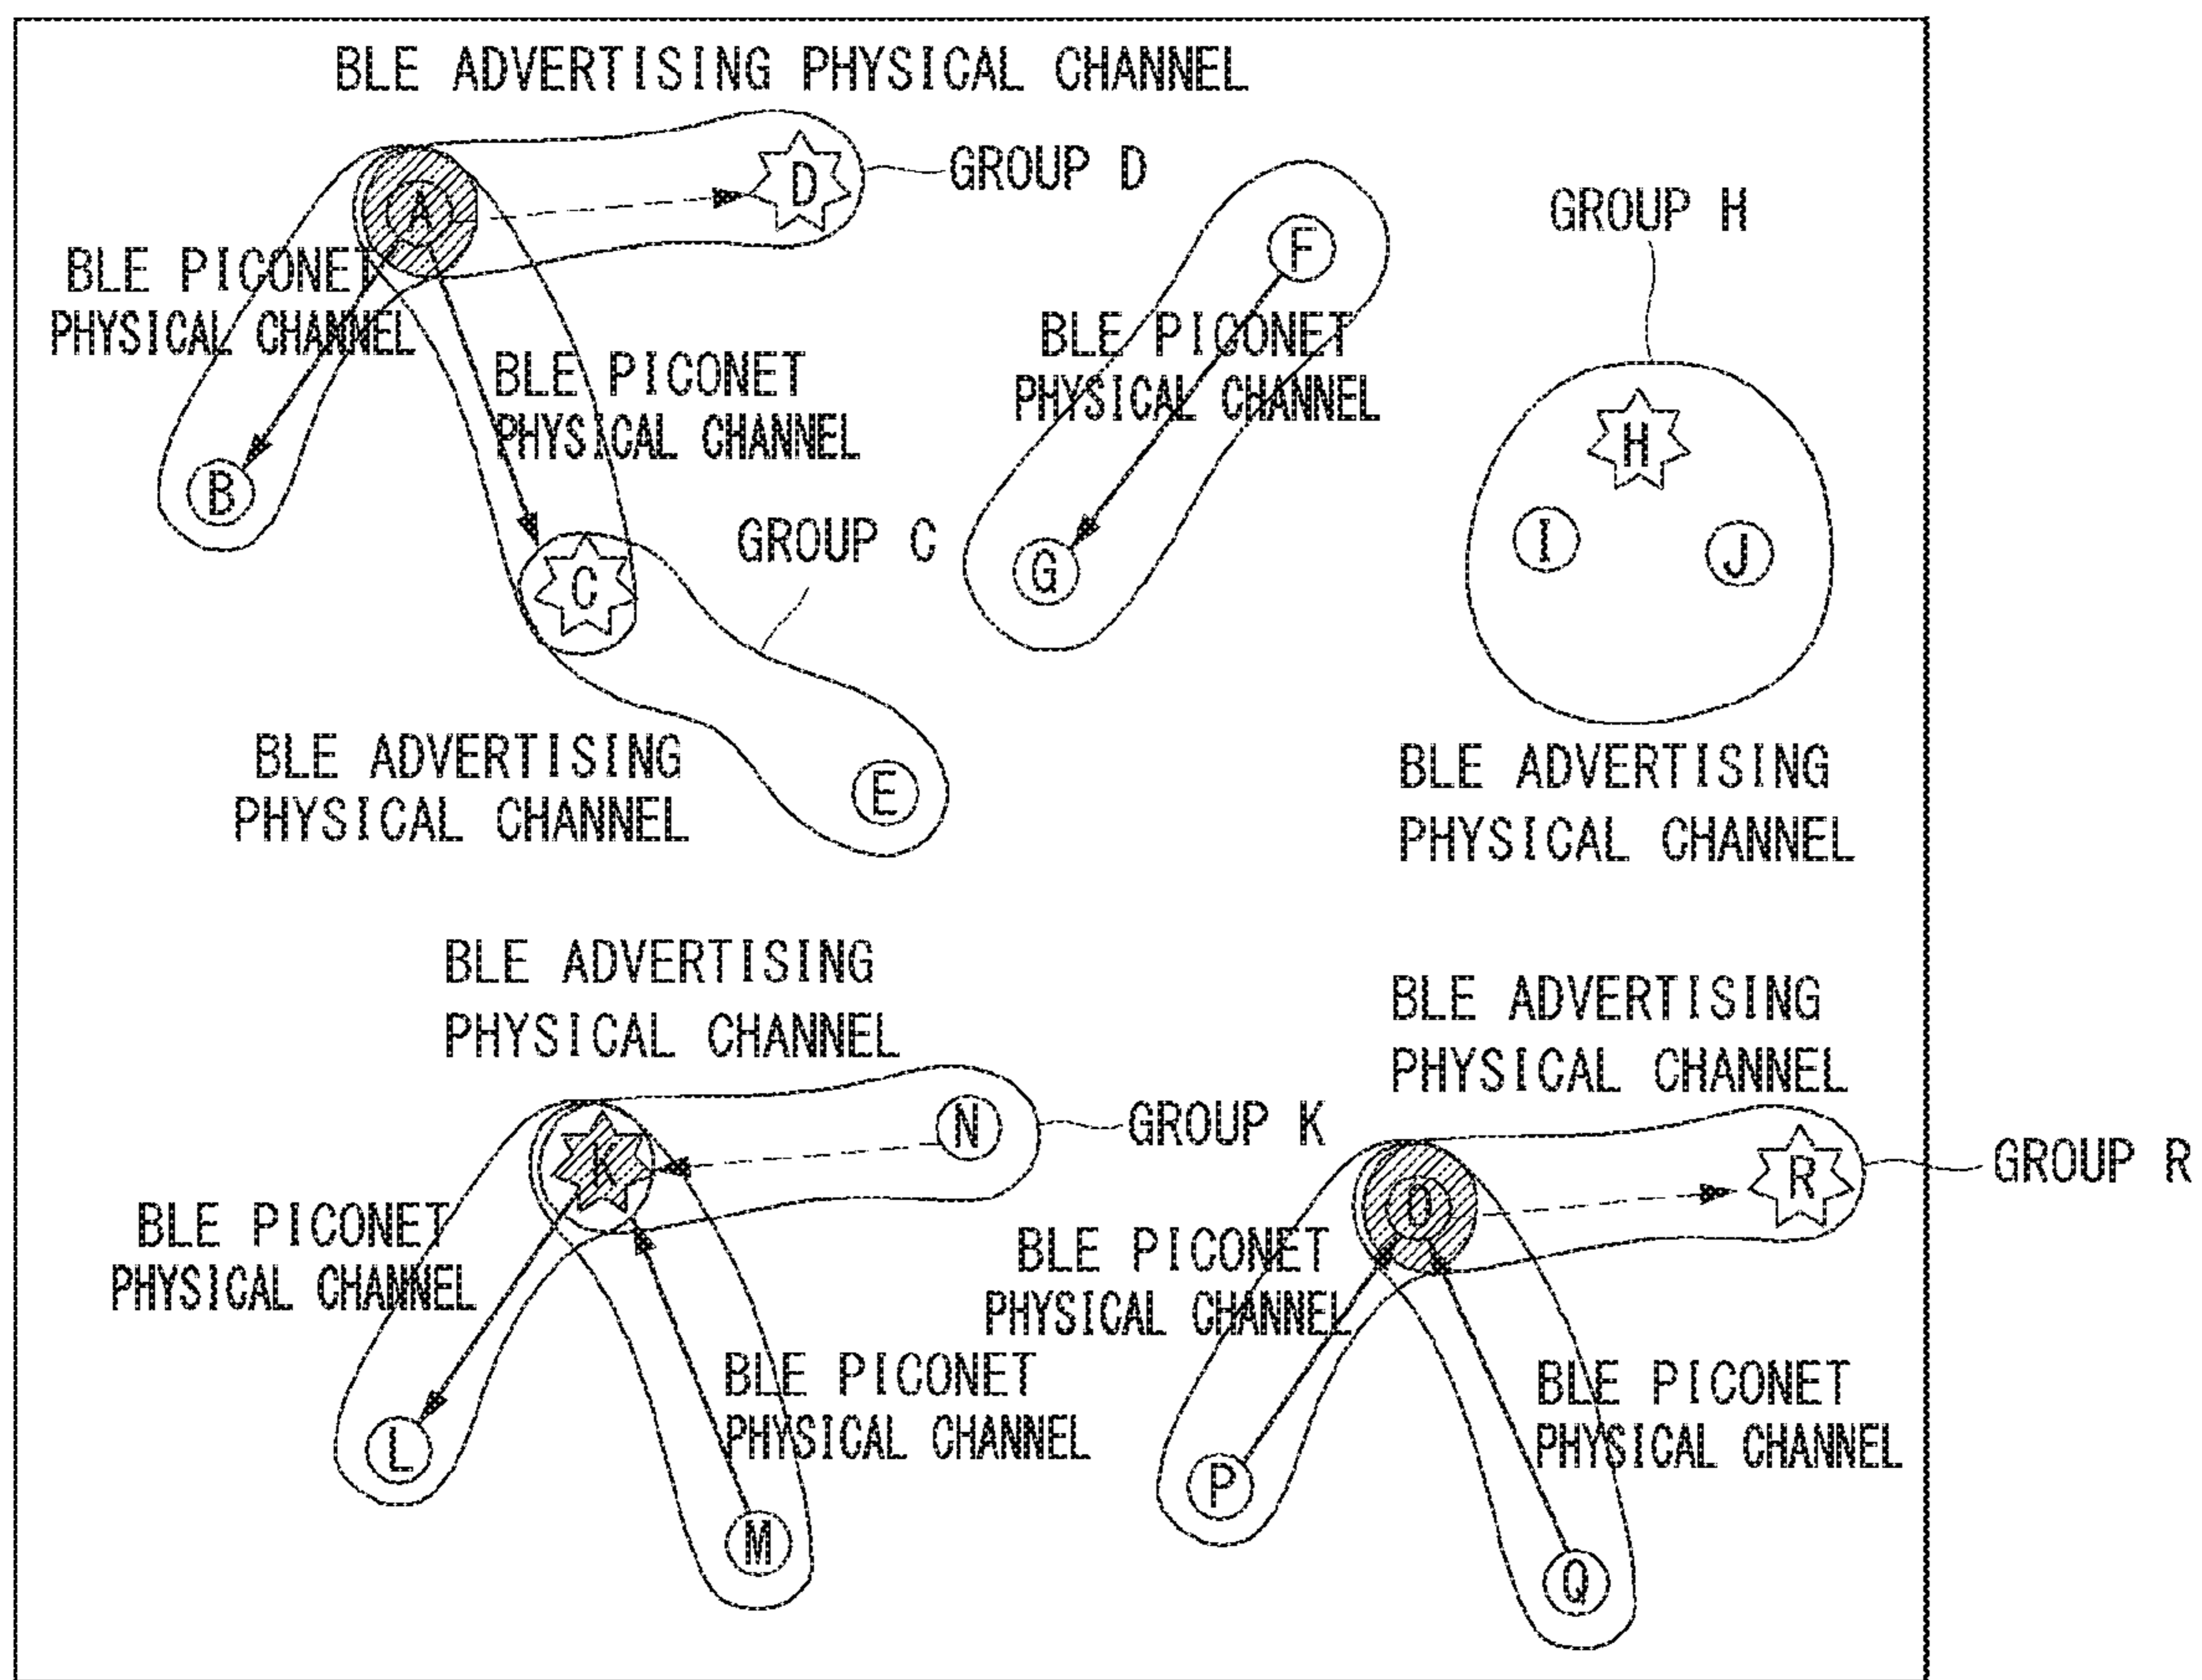 BLE ADVERTISING PHYSICAL CHANNEL
D
GROUP D
A
BLE PICONET
PHYSICAL CHANNEL
BLE PICONET
PHYSICAL CHANNEL
B
GROUP C
C
BLE ADVERTISING
PHYSICAL CHANNEL
E
F
BLE PICONET
PHYSICAL CHANNEL
G
GROUP H
H
I
J
BLE ADVERTISING
PHYSICAL CHANNEL
BLE ADVERTISING
PHYSICAL CHANNEL
N
GROUP K
K
BLE PICONET
PHYSICAL CHANNEL
BLE PICONET
PHYSICAL CHANNEL
L
M
BLE ADVERTISING
PHYSICAL CHANNEL
R
GROUP R
O
BLE PICONET
PHYSICAL CHANNEL
BLE PICONET
PHYSICAL CHANNEL
P
Q